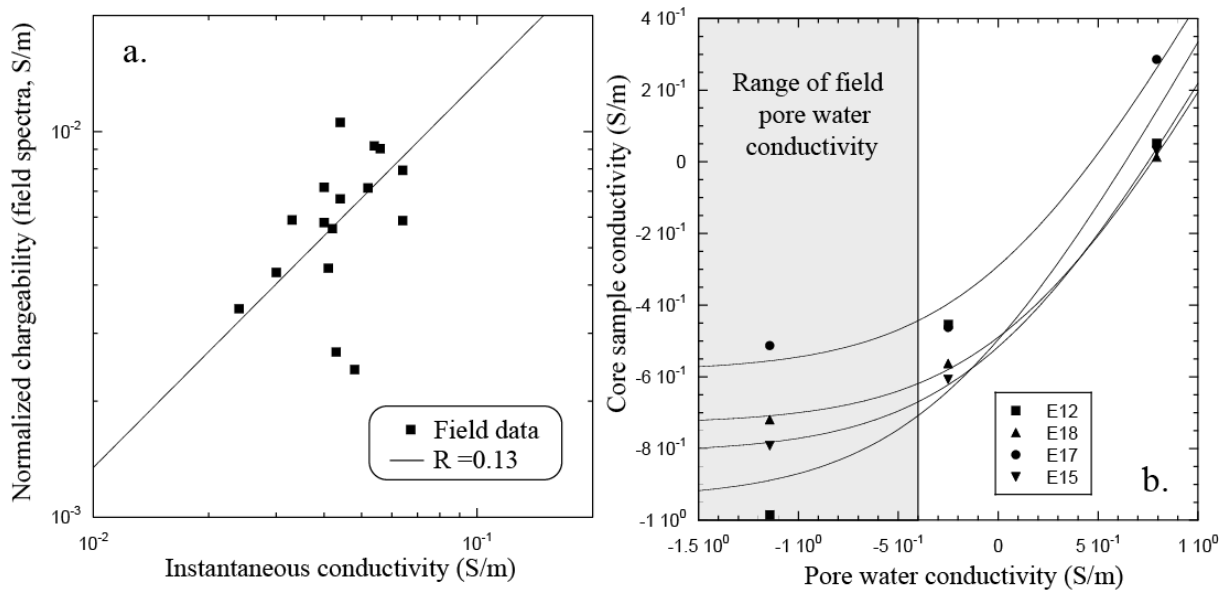 Normalized chargeability (field spectra, S/m)
a.
10⁻²
10⁻³
Field data
R =0.13
10⁻²
10⁻¹
Instantaneous conductivity (S/m)
Core sample conductivity (S/m)
4 10⁻¹
2 10⁻¹
0
-2 10⁻¹
-4 10⁻¹
-6 10⁻¹
-8 10⁻¹
-1 10⁰
Range of field
pore water
conductivity
E12
E18
E17
E15
b.
-1.5 10⁰
-1 10⁰
-5 10⁻¹
0
5 10⁻¹
1 10⁰
Pore water conductivity (S/m)